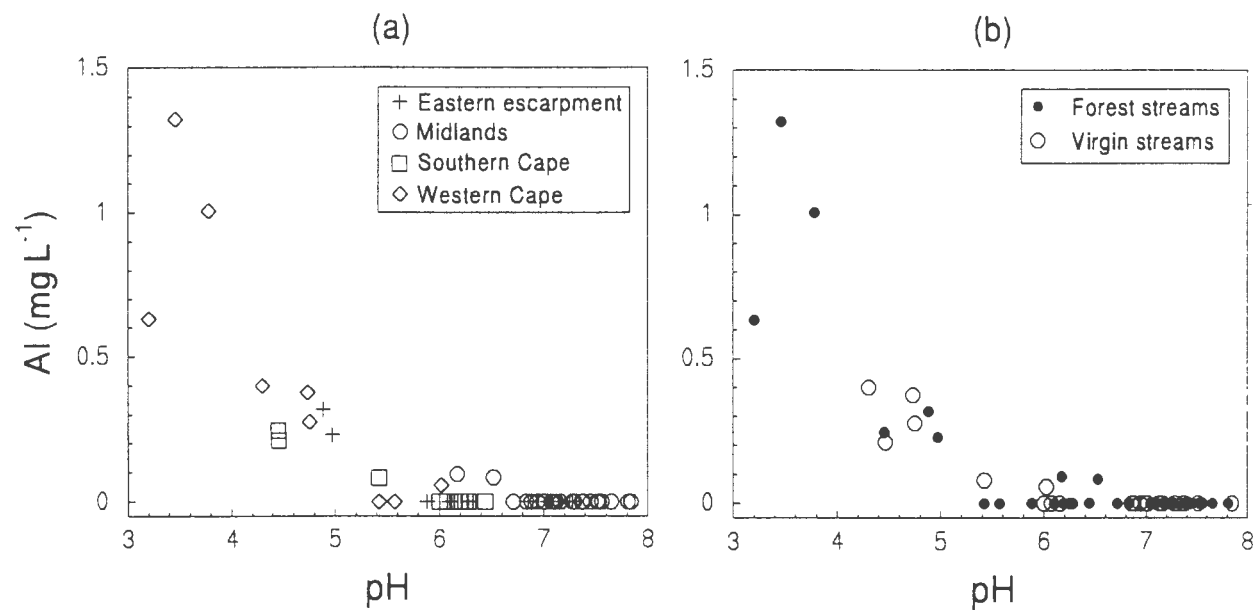 (a)
1.5
1
0.5
0
3 4 5 6 7 8
Al (mg L⁻¹)
pH
Eastern escarpment
Midlands
Southern Cape
Western Cape
(b)
1.5
1
0.5
0
3 4 5 6 7 8
pH
Forest streams
Virgin streams